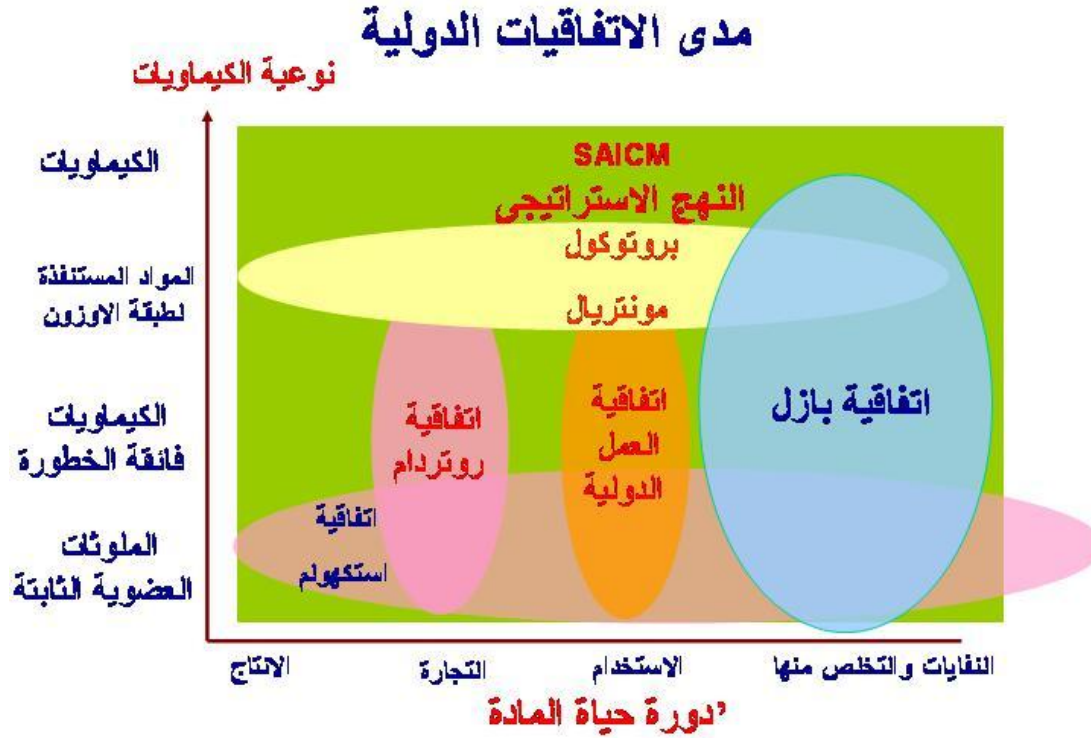 مدى الاتفاقيات الدولية
نوعية الكيماويات
الكيماويات
المواد المستنفذة
لطبقة الاوزون
الكيماويات
فائقة الخطورة
الملوثات
العضوية الثابتة
SAICM
النهج الاستراتيجى
بروتوكول
مونتريال
اتفاقية
روتردام
اتفاقية
العمل
الدولية
اتفاقية بازل
اتفاقية
استكهولم
الانتاج
التجارة
الاستخدام
النفايات والتخلص منها
دورة حياة المادة’